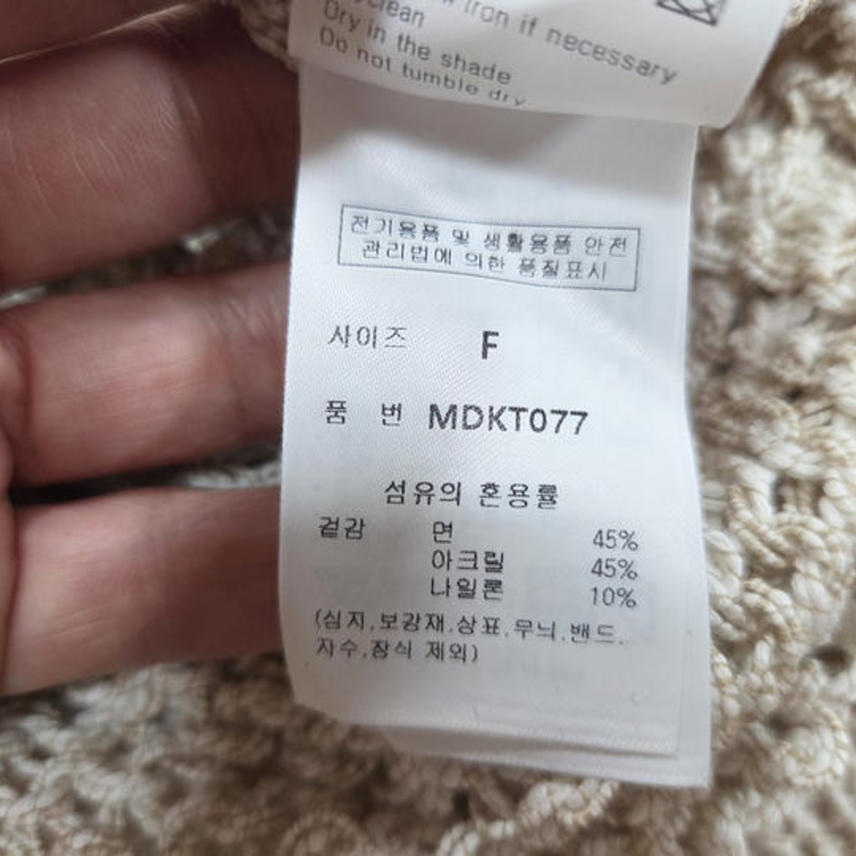 Iron if necessary
Dry in the shade
Do not tumble dry
전기용품 및 생활용품 안전
관리법에 의한 품질표시
사이즈 F
품 번 MDKT077
섬유의 혼용률
겉감 면 45%
아크릴 45%
나일론 10%
(심지.보강재.상표.무늬.밴드.
자수.장식 제외)